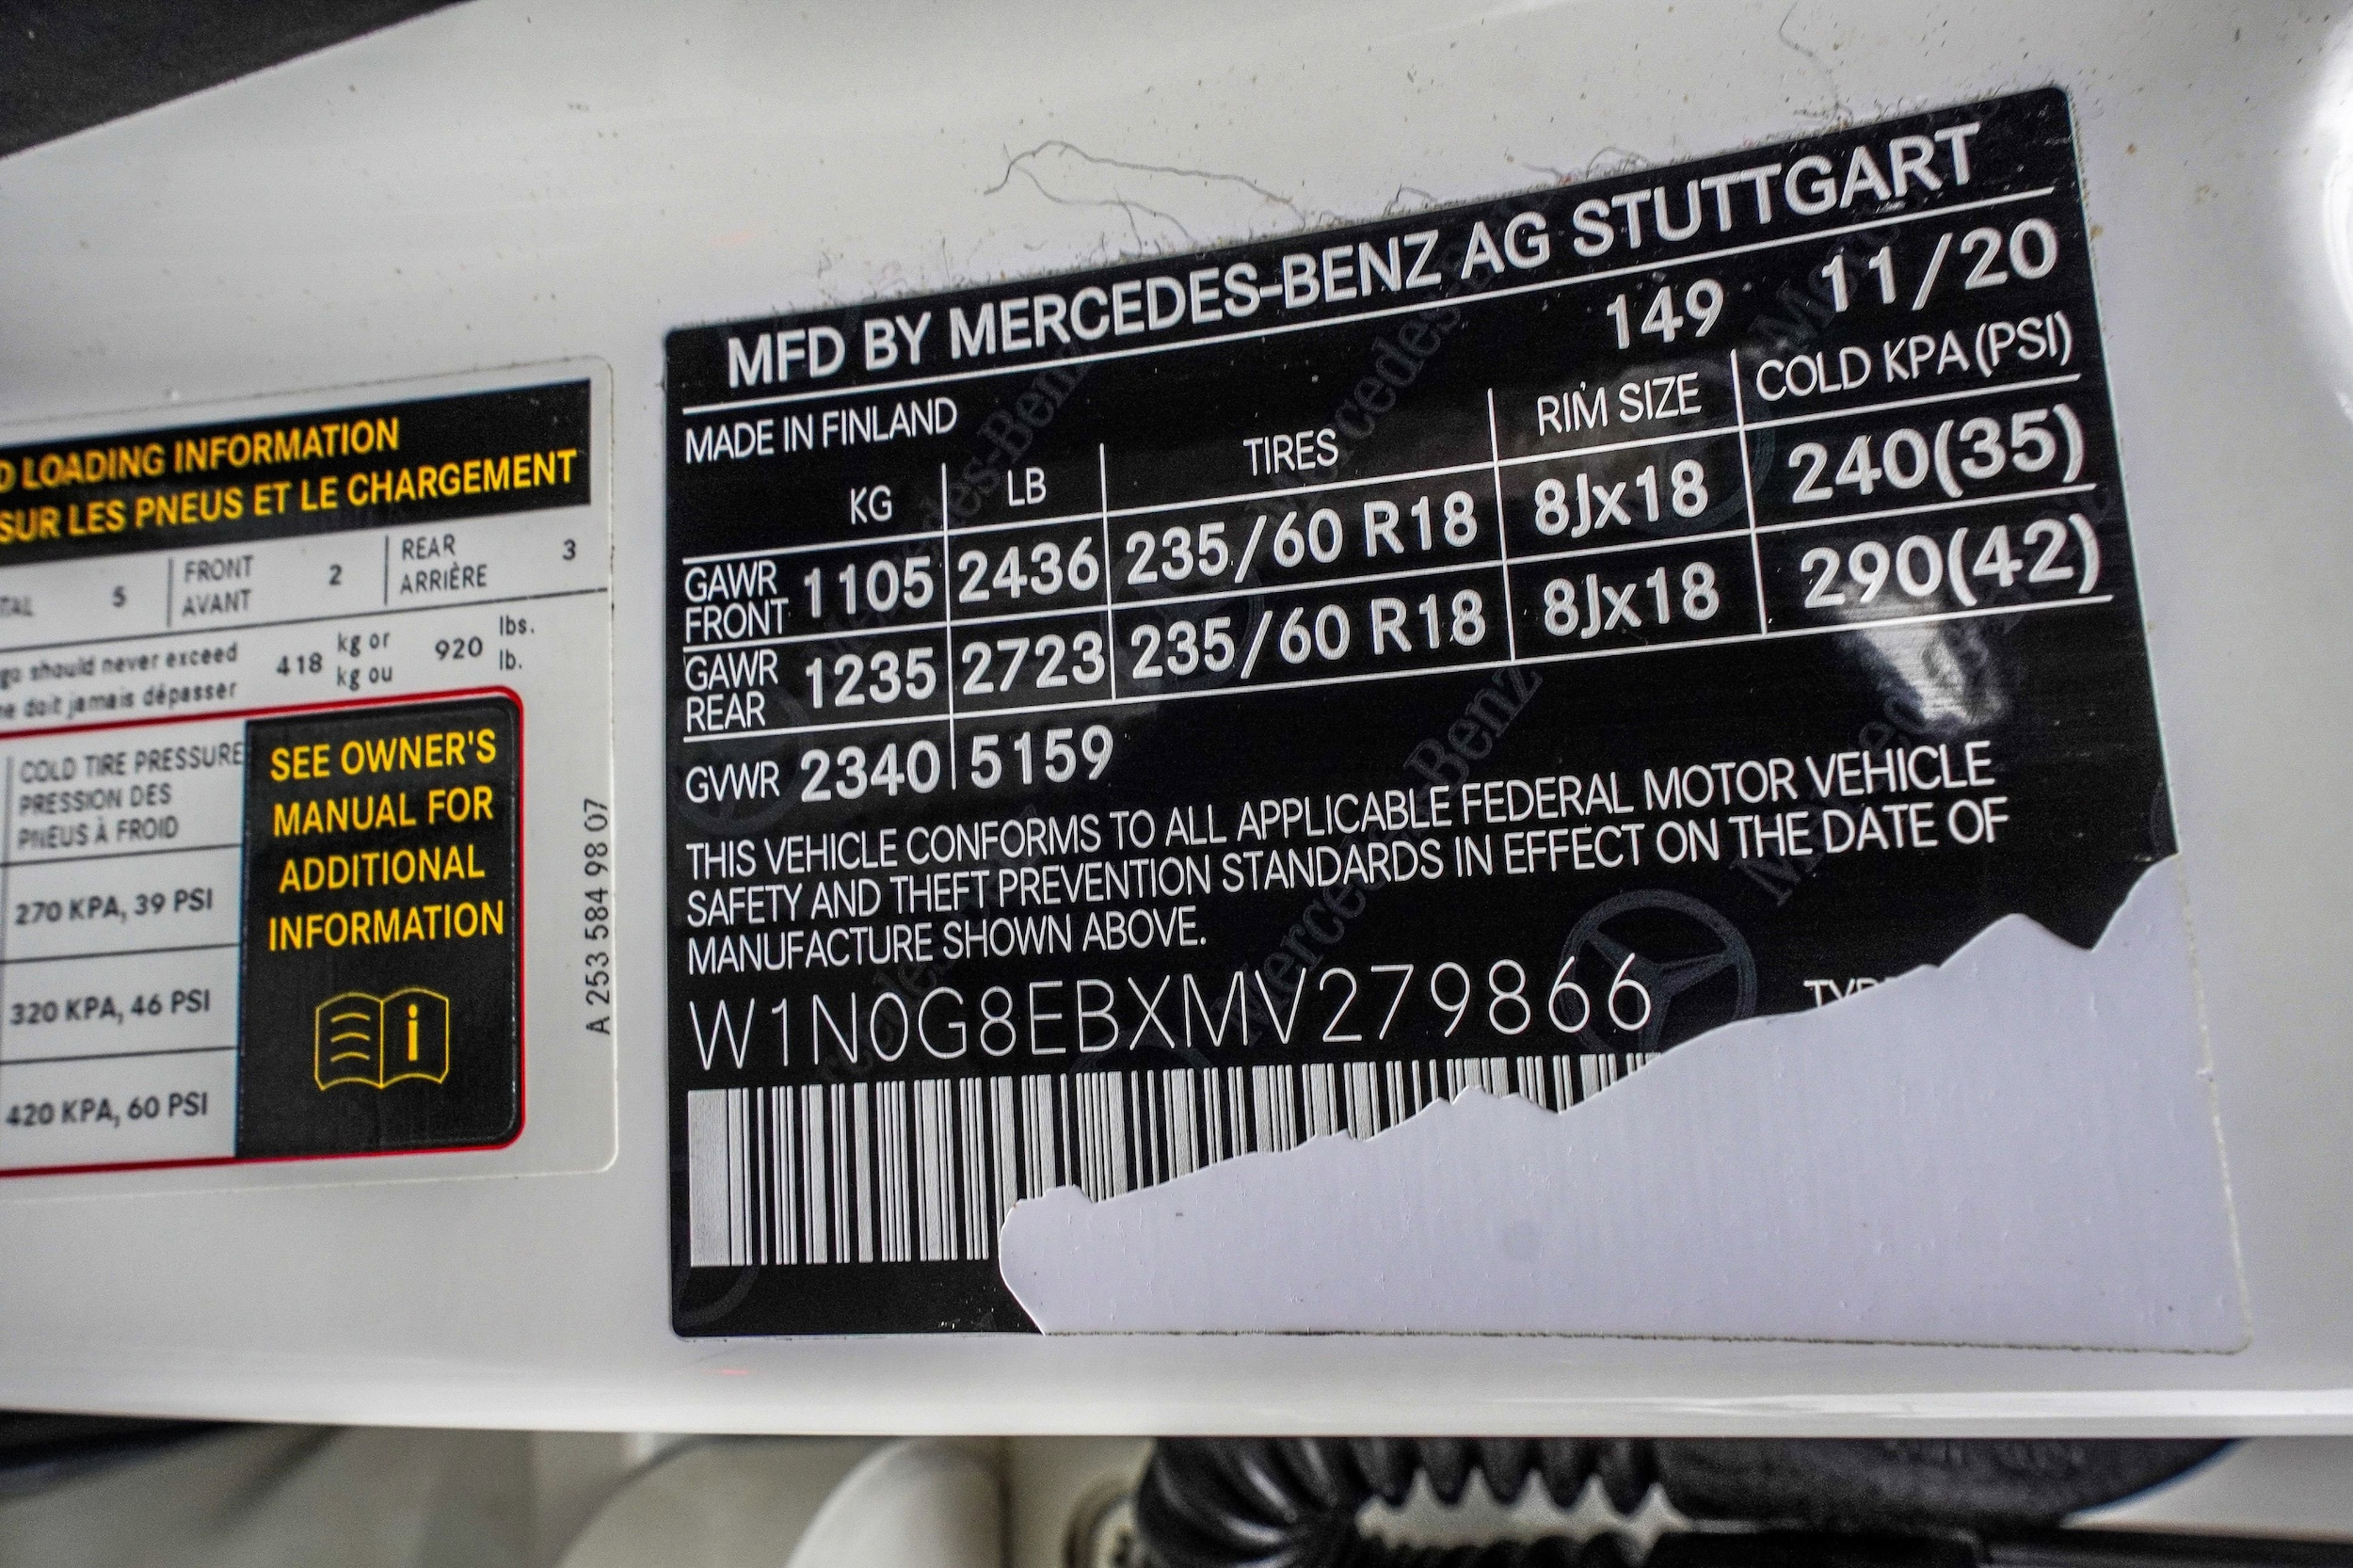 LOADING INFORMATION
SUR LES PNEUS ET LE CHARGEMENT
5 FRONT 2 REAR 3
AVANT ARRIÈRE
should never exceed 418 kg or 920 lbs.
doit jamais dépasser kg ou lb.
COLD TIRE PRESSURE
PRESSION DES
PNEUS À FROID
270 KPA, 39 PSI
320 KPA, 46 PSI
420 KPA, 60 PSI
SEE OWNER'S
MANUAL FOR
ADDITIONAL
INFORMATION
i
A 253 584 98 07
MFD BY MERCEDES-BENZ AG STUTTGART
149 11/20
MADE IN FINLAND
KG LB TIRES RIM SIZE COLD KPA (PSI)
GAWR FRONT 1105 2436 235/60 R18 8Jx18 240(35)
GAWR REAR 1235 2723 235/60 R18 8Jx18 290(42)
GVWR 2340 5159
THIS VEHICLE CONFORMS TO ALL APPLICABLE FEDERAL MOTOR VEHICLE
SAFETY AND THEFT PREVENTION STANDARDS IN EFFECT ON THE DATE OF
MANUFACTURE SHOWN ABOVE.
W1N0G8EBXMV279866